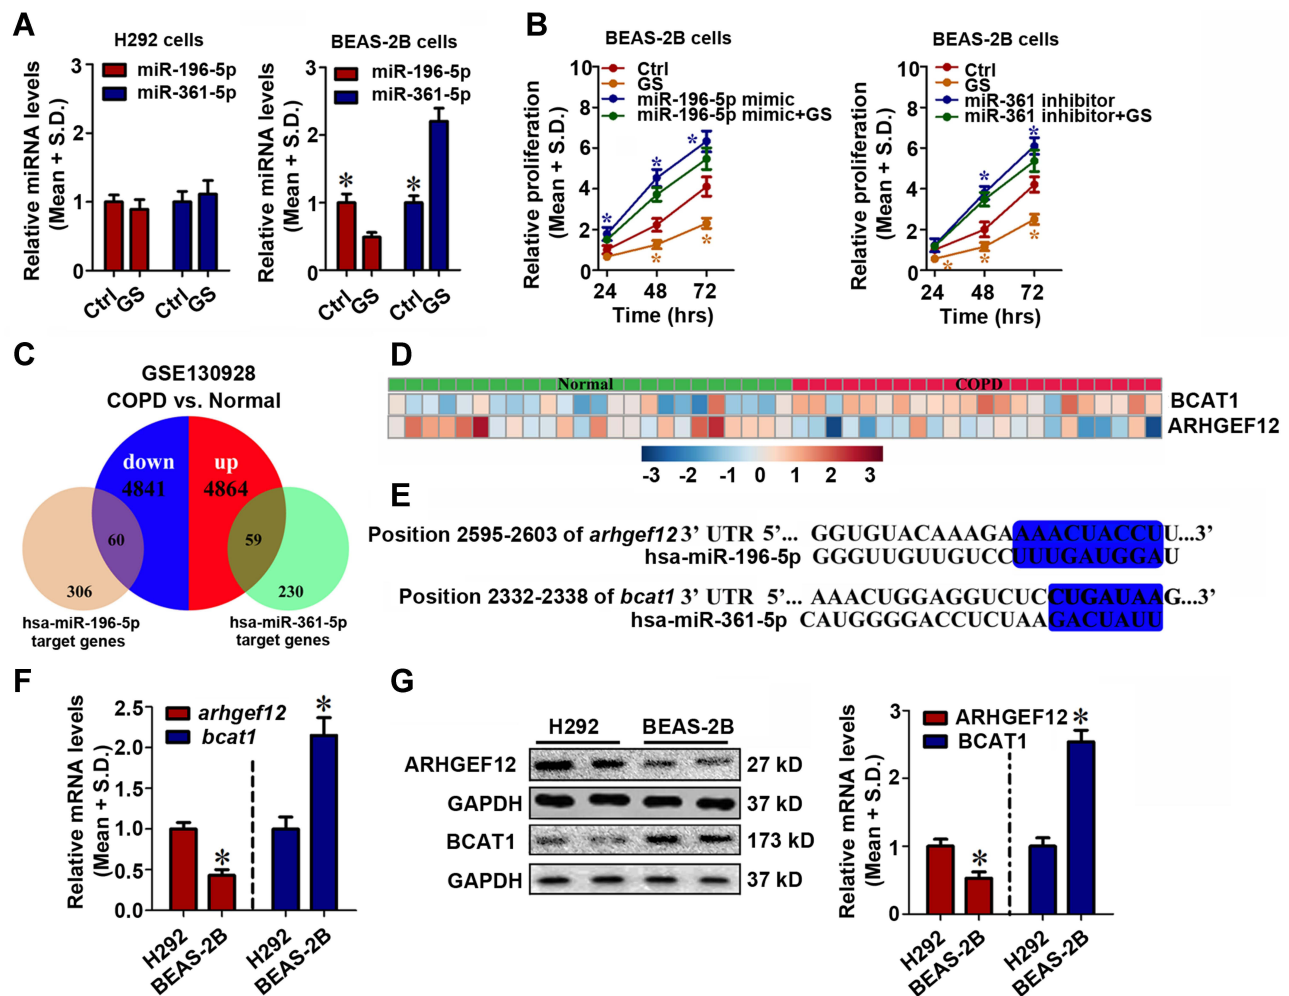 A
H292 cells
miR-196-5p
miR-361-5p
Relative miRNA levels
(Mean + S.D.)
3
2
1
0
Ctrl
GS
Ctrl
GS
BEAS-2B cells
miR-196-5p
miR-361-5p
Relative miRNA levels
(Mean + S.D.)
3
2
1
0
*
*
Ctrl
GS
Ctrl
GS
B
BEAS-2B cells
Ctrl
GS
miR-196-5p mimic
miR-196-5p mimic+GS
Relative proliferation
(Mean + S.D.)
10
8
6
4
2
0
*
*
*
*
*
24 48 72
Time (hrs)
BEAS-2B cells
Ctrl
GS
miR-361 inhibitor
miR-361 inhibitor+GS
Relative proliferation
(Mean + S.D.)
10
8
6
4
2
0
*
*
*
*
*
24 48 72
Time (hrs)
C
GSE130928
COPD vs. Normal
down up
4841 4864
60 59
306 230
hsa-miR-196-5p
target genes
hsa-miR-361-5p
target genes
D
Normal COPD
BCAT1
ARHGEF12
-3 -2 -1 0 1 2 3
E
Position 2595-2603 of arhgef12 3’ UTR 5’... GGUGUACAAAGAAAACUACCUU...3’
hsa-miR-196-5p GGGUUGUUGUCCUUUGAUGGAU
Position 2332-2338 of bcat1 3’ UTR 5’... AAACUGGAGGUCUCCUGAUAAG...3’
hsa-miR-361-5p CAUGGGGACCUCUAAGACUAUU
F
arhgef12
bcat1
Relative mRNA levels
(Mean + S.D.)
2.5
2.0
1.5
1.0
0.5
0.0
*
*
H292
BEAS-2B
H292
BEAS-2B
G
H292 BEAS-2B
ARHGEF12 27 kD
GAPDH 37 kD
BCAT1 173 kD
GAPDH 37 kD
ARHGEF12
BCAT1
Relative mRNA levels
(Mean + S.D.)
3
2
1
0
*
*
H292
BEAS-2B
H292
BEAS-2B